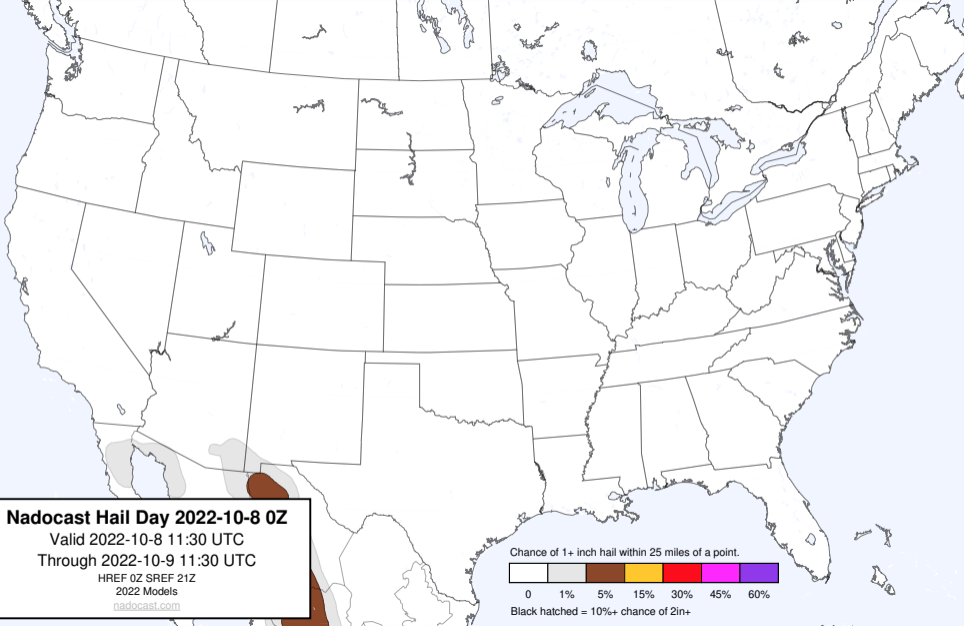 Nadocast Hail Day 2022-10-8 0Z
Valid 2022-10-8 11:30 UTC
Through 2022-10-9 11:30 UTC
HREF 0Z SREF 21Z
2022 Models
nadocast.com
Chance of 1+ inch hail within 25 miles of a point.
0 1% 5% 15% 30% 45% 60%
Black hatched = 10%+ chance of 2in+